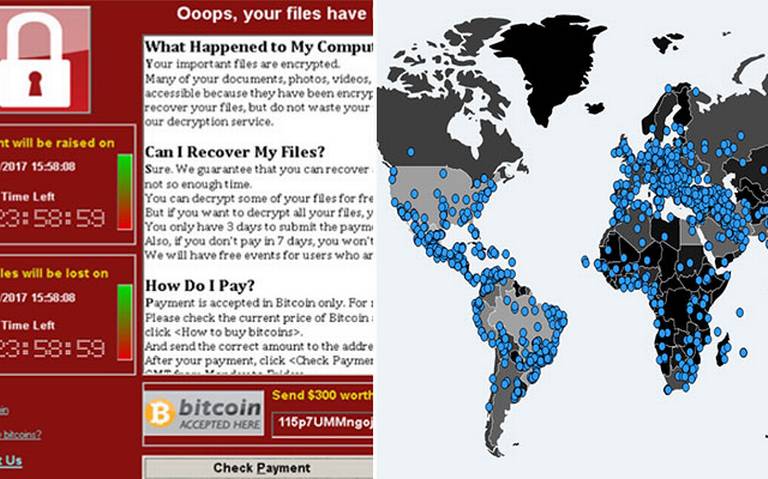 Ooops, your files have
What Happened to My Comput
Your important files are encrypted.
Many of your documents, photos, videos,
accessible because they have been encryp
recover your files, but do not waste your
our decryption service.
Can I Recover My Files?
Sure. We guarantee that you can recover
not so enough time.
You can decrypt some of your files for fre
But if you want to decrypt all your files, y
You only have 3 days to submit the payme
Also, if you don't pay in 7 days, you won't
We will have free events for users who ar
How Do I Pay?
Payment is accepted in Bitcoin only. For
Please check the current price of Bitcoin
click <How to buy bitcoins>.
And send the correct amount to the addre
After your payment, click <Check Paymen
GMT from Monday to Friday.
nt will be raised on
/2017 15:58:08
Time Left
23:58:59
les will be lost on
/2017 15:58:08
Time Left
23:58:59
in
bitcoins?
t Us
bitcoin
ACCEPTED HERE
Send $300 worth
115p7UMMngoj
Check Payment